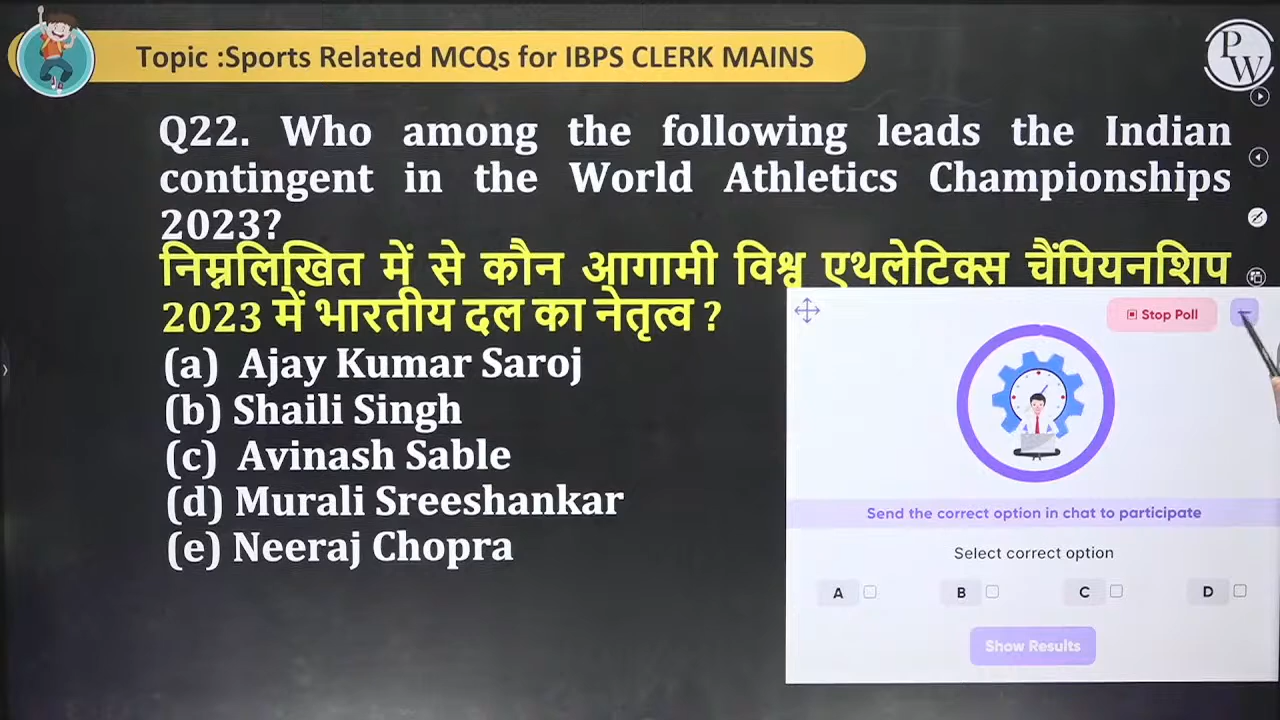 Topic :Sports Related MCQs for IBPS CLERK MAINS
PW
Q22. Who among the following leads the Indian
contingent in the World Athletics Championships
2023?
निम्नलिखित में से कौन आगामी विश्व एथलेटिक्स चैंपियनशिप
2023 में भारतीय दल का नेतृत्व ?
(a) Ajay Kumar Saroj
(b) Shaili Singh
(c) Avinash Sable
(d) Murali Sreeshankar
(e) Neeraj Chopra
Stop Poll
Send the correct option in chat to participate
Select correct option
A B C D
Show Results